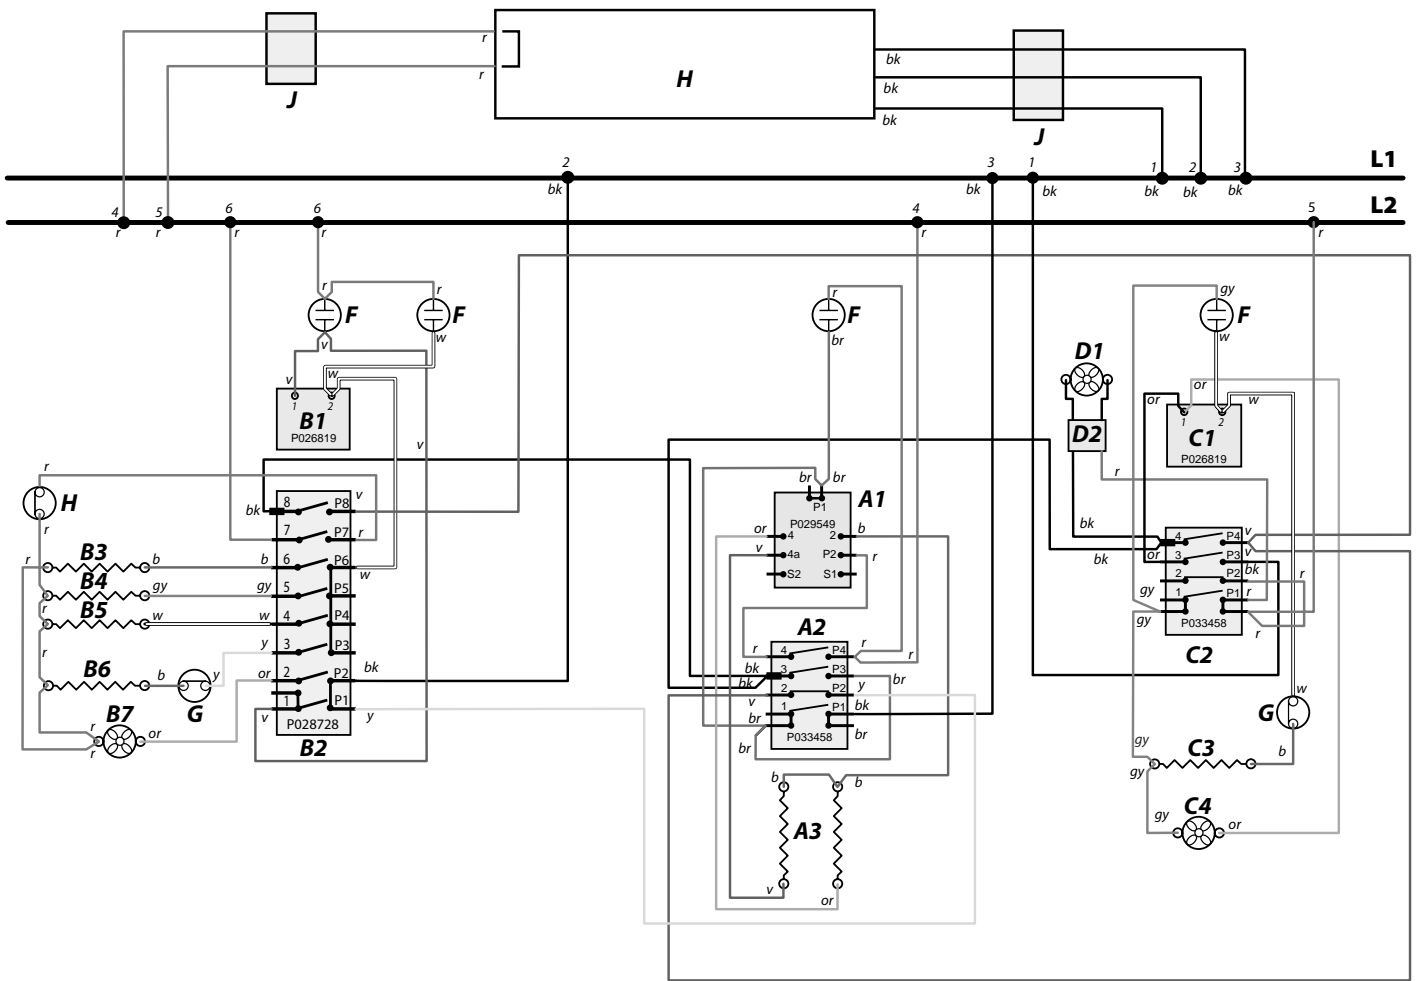 r
r
J
H
bk
bk
bk
J
L1
2
bk
3
bk
1
bk
1
bk
2
bk
3
bk
L2
4
r
5
r
6
r
6
r
4
r
5
r
r
F
v
r
F
w
r
F
br
gy
F
w
D1
D2
v
w
1
2
B1
P026819
v
or
or
w
1
2
C1
P026819
r
H
r
bk
8
P8
v
7
P7
r
r
B3
b
b
6
P6
w
B4
gy
gy
5
P5
r
B5
w
w
4
P4
r
y
3
P3
B6
b
y
G
or
2
P2
bk
1
P1
v
y
P028728
B2
r
B7
r
or
br
br
P1
A1
P029549
or
4
2
b
v
4a
P2
r
S2
S1
A2
r
4
P4
r
r
bk
3
P3
br
bk
2
P2
y
v
1
P1
bk
br
br
P033458
br
b
b
A3
v
or
r
bk
bk
or
4
P4
v
v
3
P3
bk
2
P2
r
gy
1
P1
r
gy
r
P033458
C2
w
G
gy
C3
b
gy
C4
gy
or